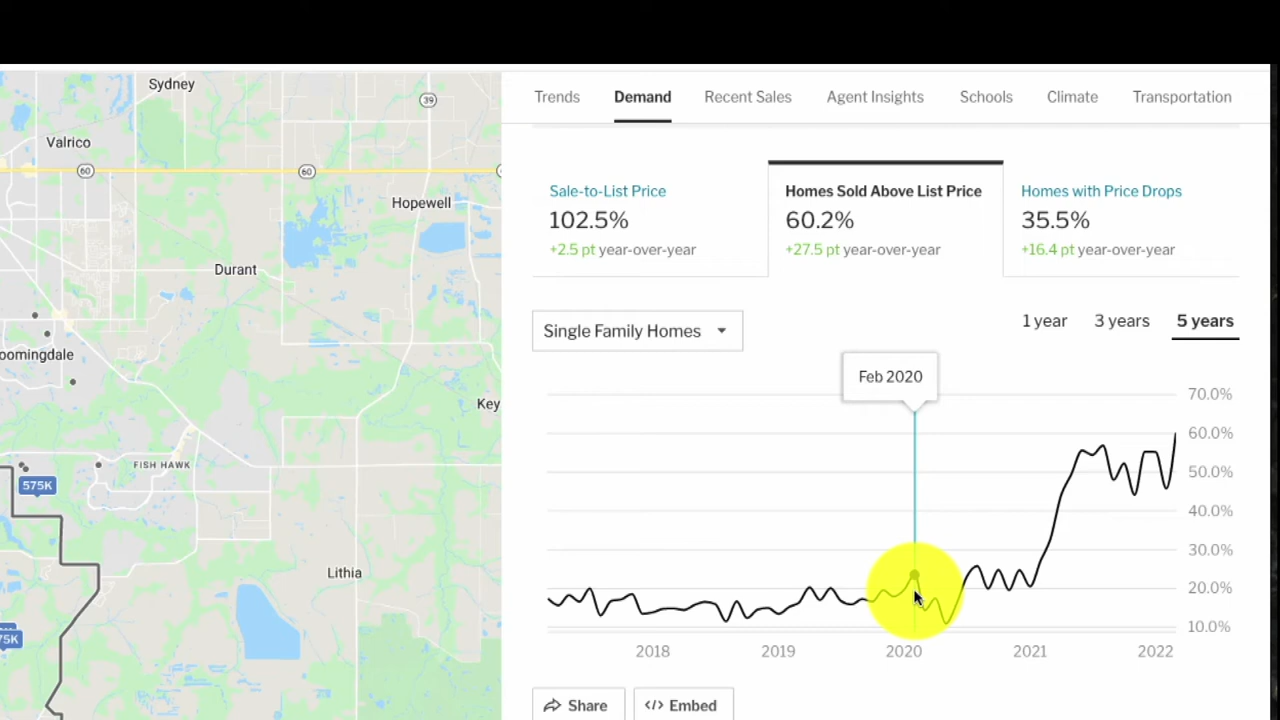 Sydney
39
Valrico
60
60
Hopewell
Durant
oomingdale
Key
FISH HAWK
575K
Lithia
75K
Trends
Demand
Recent Sales
Agent Insights
Schools
Climate
Transportation
Sale-to-List Price
102.5%
+2.5 pt year-over-year
Homes Sold Above List Price
60.2%
+27.5 pt year-over-year
Homes with Price Drops
35.5%
+16.4 pt year-over-year
Single Family Homes
1 year
3 years
5 years
Feb 2020
70.0%
60.0%
50.0%
40.0%
30.0%
20.0%
10.0%
2018
2019
2020
2021
2022
Share
</> Embed